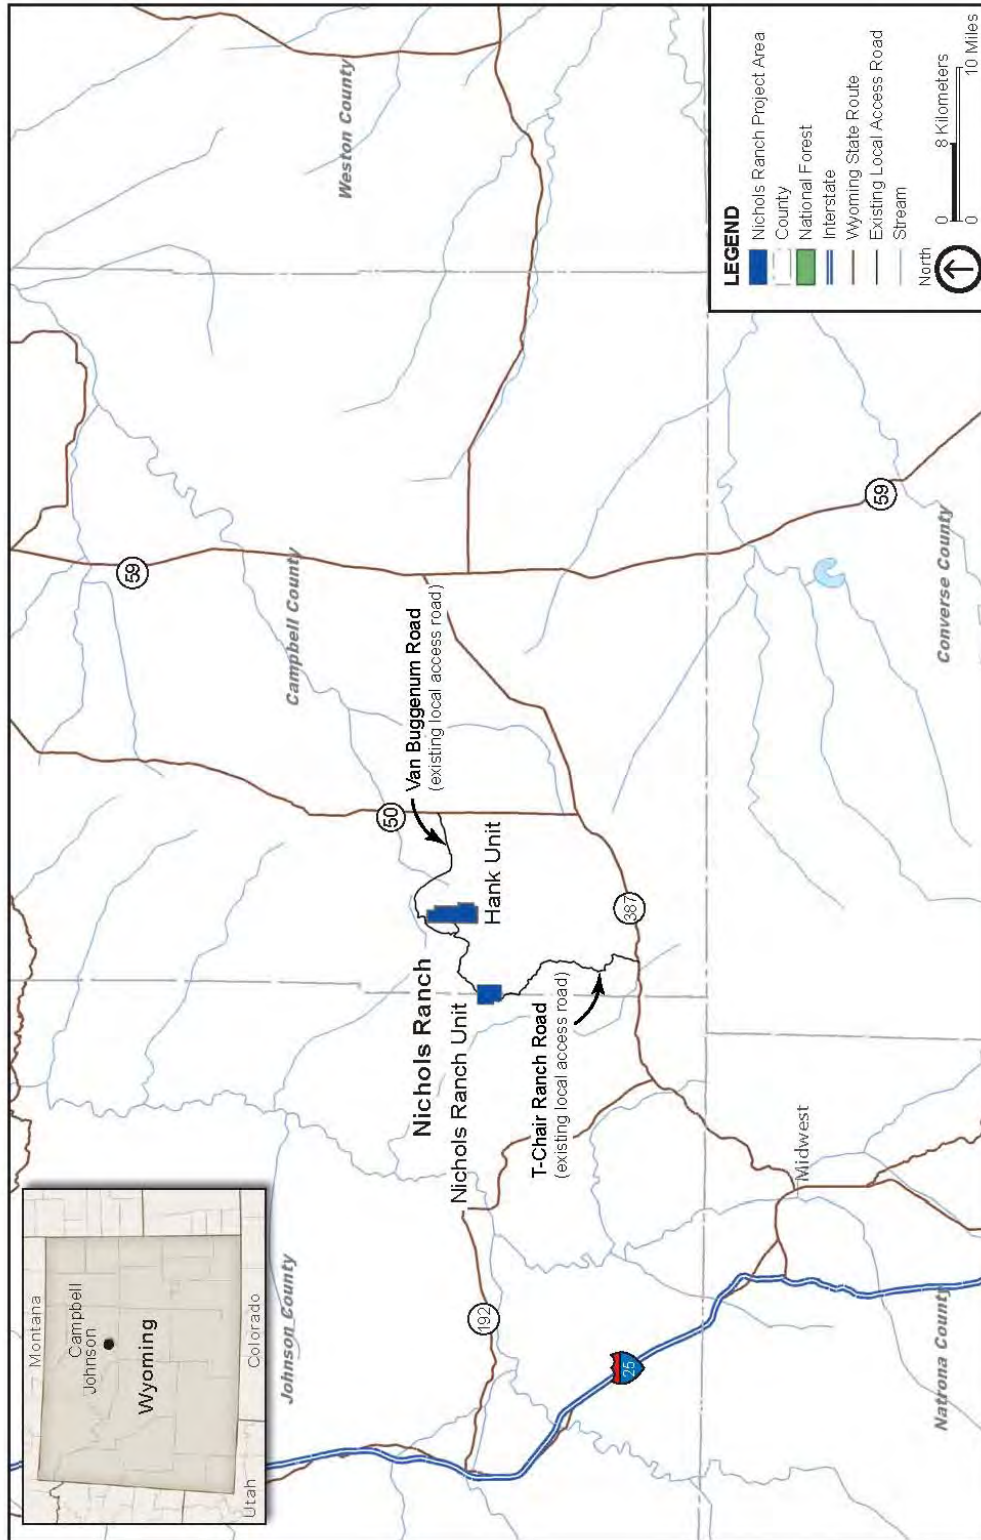 Montana
Campbell
Johnson
Wyoming
Utah
Colorado
Johnson County
Campbell County
Weston County
59
50
Van Buggenum Road
(existing local access road)
Nichols Ranch
Nichols Ranch Unit
Hank Unit
192
T-Chair Ranch Road
(existing local access road)
387
25
Midwest
59
Natrona County
Converse County
LEGEND
Nichols Ranch Project Area
County
National Forest
Interstate
Wyoming State Route
Existing Local Access Road
Stream
North
0 8 Kilometers
0 10 Miles